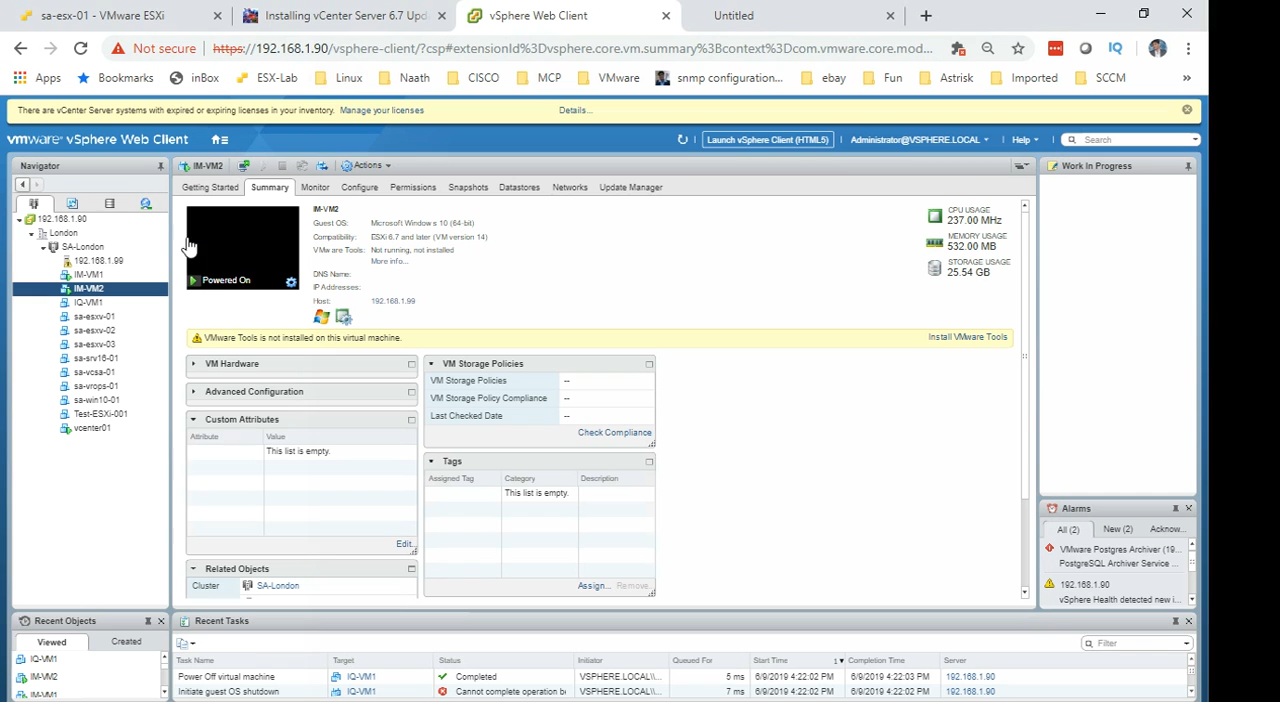 sa-esx-01 - VMware ESXi
Installing vCenter Server 6.7 Upd
vSphere Web Client
Untitled
Not secure
https://192.168.1.90/vsphere-client/?csp#extensionId%3Dvsphere.core.vm.summary%3Bcontext%3Dcom.vmware.core.mod...
IQ
Apps
Bookmarks
inBox
ESX-Lab
Linux
Naath
CISCO
MCP
VMware
snmp configuration...
ebay
Fun
Astrisk
Imported
SCCM
»
There are vCenter Server systems with expired or expiring licenses in your inventory. Manage your licenses
Details...
vmware® vSphere Web Client
Launch vSphere Client (HTML5)
Administrator@VSPHERE.LOCAL
Help
Search
Navigator
192.168.1.90
London
SA-London
192.168.1.99
IM-VM1
IM-VM2
IQ-VM1
sa-esxv-01
sa-esxv-02
sa-esxv-03
sa-srv16-01
sa-vcsa-01
sa-vrops-01
sa-win10-01
Test-ESXi-001
vcenter01
IM-VM2
Actions
Getting Started
Summary
Monitor
Configure
Permissions
Snapshots
Datastores
Networks
Update Manager
Powered On
IM-VM2
Guest OS: Microsoft Windows 10 (64-bit)
Compatibility: ESXi 6.7 and later (VM version 14)
VMware Tools: Not running, not installed
More info...
DNS Name:
IP Addresses:
Host: 192.168.1.99
CPU USAGE
237.00 MHz
MEMORY USAGE
532.00 MB
STORAGE USAGE
25.54 GB
VMware Tools is not installed on this virtual machine.
Install VMware Tools
VM Hardware
Advanced Configuration
Custom Attributes
Attribute Value
This list is empty.
Edit...
Related Objects
Cluster SA-London
VM Storage Policies
VM Storage Policies --
VM Storage Policy Compliance --
Last Checked Date --
Check Compliance
Tags
Assigned Tag Category Description
This list is empty.
Assign... Remove...
Work In Progress
Alarms
All (2) New (2) Acknow...
VMware Postgres Archiver (19...
PostgreSQL Archiver Service ...
192.168.1.90
vSphere Health detected new i...
Recent Objects
Viewed Created
IQ-VM1
IM-VM2
IM-VM1
Recent Tasks
Filter
Task Name Target Status Initiator Queued For Start Time 1 Completion Time Server
Power Off virtual machine IQ-VM1 Completed VSPHERE.LOCAL\... 5 ms 6/9/2019 4:22:02 PM 6/9/2019 4:22:03 PM 192.168.1.90
Initiate guest OS shutdown IQ-VM1 Cannot complete operation be VSPHERE.LOCAL\... 7 ms 6/9/2019 4:22:02 PM 6/9/2019 4:22:02 PM 192.168.1.90